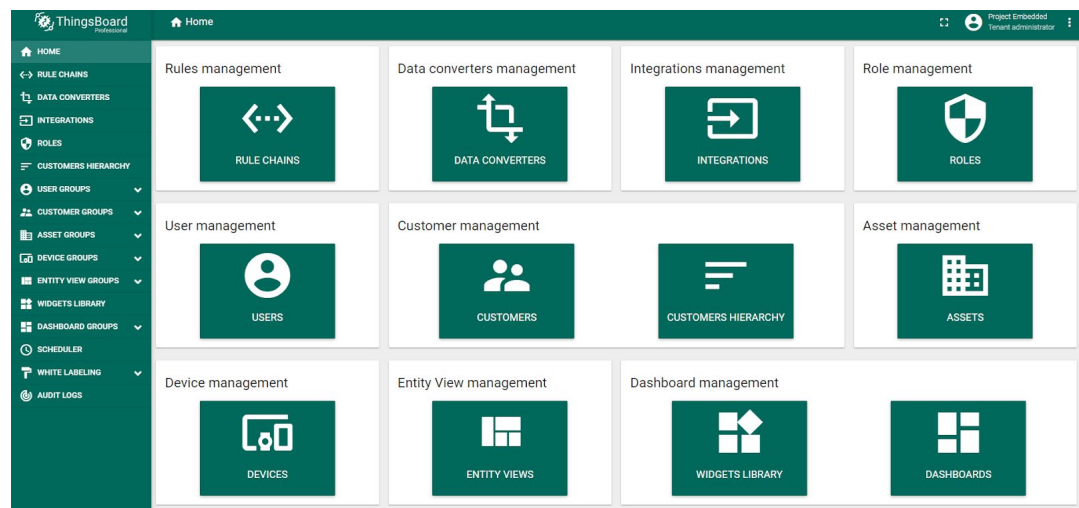 ThingsBoard
Professional
Home
Project Embedded
Tenant administrator
HOME
RULE CHAINS
DATA CONVERTERS
INTEGRATIONS
ROLES
CUSTOMERS HIERARCHY
USER GROUPS
CUSTOMER GROUPS
ASSET GROUPS
DEVICE GROUPS
ENTITY VIEW GROUPS
WIDGETS LIBRARY
DASHBOARD GROUPS
SCHEDULER
WHITE LABELING
AUDIT LOGS
Rules management
RULE CHAINS
Data converters management
DATA CONVERTERS
Integrations management
INTEGRATIONS
Role management
ROLES
User management
USERS
Customer management
CUSTOMERS
CUSTOMERS HIERARCHY
Asset management
ASSETS
Device management
DEVICES
Entity View management
ENTITY VIEWS
Dashboard management
WIDGETS LIBRARY
DASHBOARDS